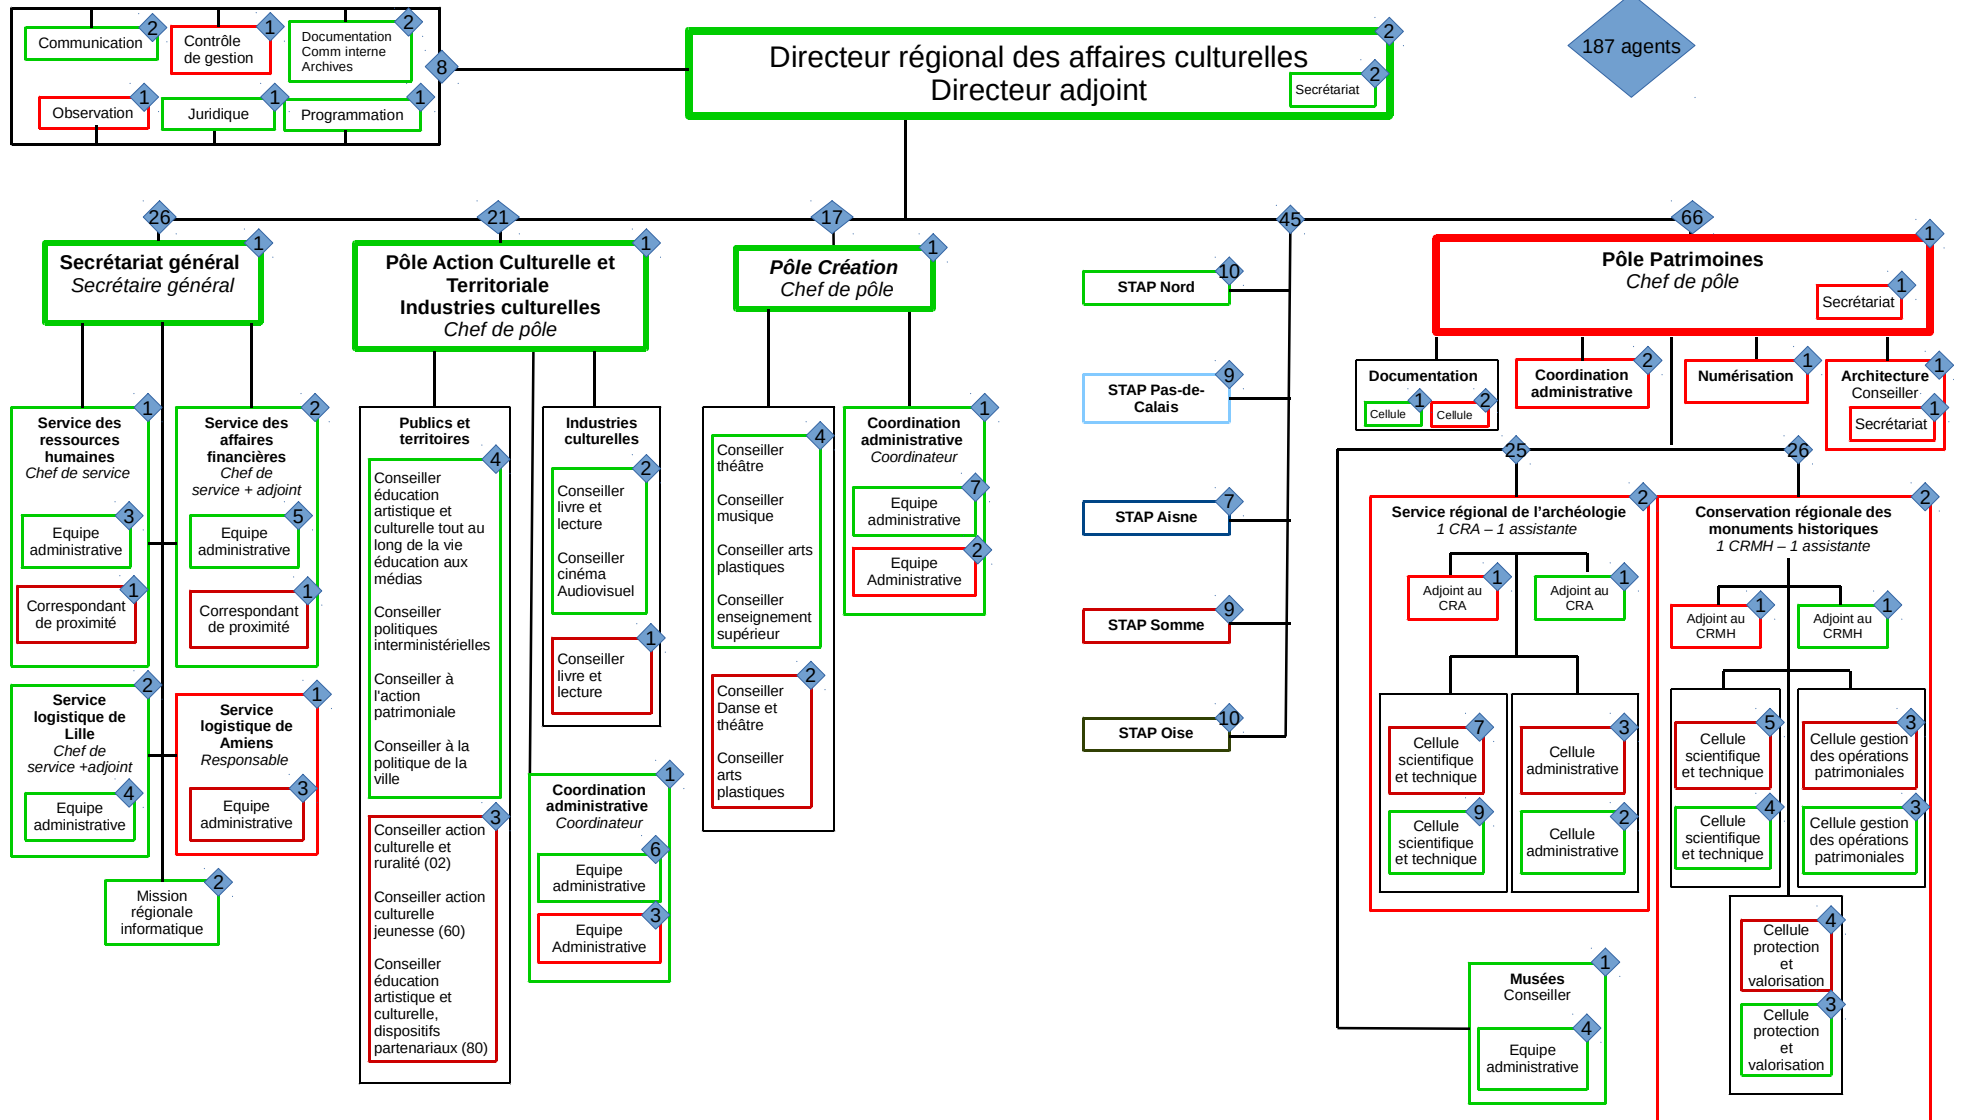 Communication
2
Contrôle
de gestion
1
Documentation
Comm interne
Archives
2
8
Observation
1
Juridique
1
Programmation
1
Directeur régional des affaires culturelles
Directeur adjoint
2
Secrétariat
2
187 agents
26
21
17
45
66
Secrétariat général
Secrétaire général
1
Service des
ressources
humaines
Chef de service
1
Equipe
administrative
3
Correspondant
de proximité
1
Service des
affaires
financières
Chef de
service + adjoint
2
Equipe
administrative
5
Correspondant
de proximité
1
Service
logistique de
Lille
Chef de
service +adjoint
2
Equipe
administrative
4
Service
logistique de
Amiens
Responsable
1
Equipe
administrative
3
Mission
régionale
informatique
2
Pôle Action Culturelle et
Territoriale
Industries culturelles
Chef de pôle
1
Publics et
territoires
Conseiller
éducation
artistique et
culturelle tout au
long de la vie
éducation aux
médias
Conseiller
politiques
interministérielles
Conseiller à
l'action
patrimoniale
Conseiller à la
politique de la
ville
4
Conseiller action
culturelle et
ruralité (02)
Conseiller action
culturelle
jeunesse (60)
Conseiller
éducation
artistique et
culturelle,
dispositifs
partenariaux (80)
3
Industries
culturelles
Conseiller
livre et
lecture
Conseiller
cinéma
Audiovisuel
2
Conseiller
livre et
lecture
1
Coordination
administrative
Coordinateur
1
Equipe
administrative
6
Equipe
Administrative
3
Pôle Création
Chef de pôle
1
Conseiller
théâtre
Conseiller
musique
Conseiller arts
plastiques
Conseiller
enseignement
supérieur
4
Conseiller
Danse et
théâtre
Conseiller
arts
plastiques
2
Coordination
administrative
Coordinateur
1
Equipe
administrative
7
Equipe
Administrative
2
STAP Nord
10
STAP Pas-de-
Calais
9
STAP Aisne
7
STAP Somme
9
STAP Oise
10
Pôle Patrimoines
Chef de pôle
1
Secrétariat
1
Documentation
Cellule
1
Cellule
2
Coordination
administrative
2
Numérisation
1
Architecture
Conseiller
1
Secrétariat
1
25
26
Service régional de l’archéologie
1 CRA – 1 assistante
2
Adjoint au
CRA
1
Adjoint au
CRA
1
Cellule
scientifique
et technique
7
Cellule
scientifique
et technique
9
Cellule
administrative
3
Cellule
administrative
2
Conservation régionale des
monuments historiques
1 CRMH – 1 assistante
2
Adjoint au
CRMH
1
Adjoint au
CRMH
1
Cellule
scientifique
et technique
5
Cellule
scientifique
et technique
4
Cellule gestion
des opérations
patrimoniales
3
Cellule gestion
des opérations
patrimoniales
3
Cellule
protection
et
valorisation
4
Cellule
protection
et
valorisation
3
Musées
Conseiller
1
Equipe
administrative
4